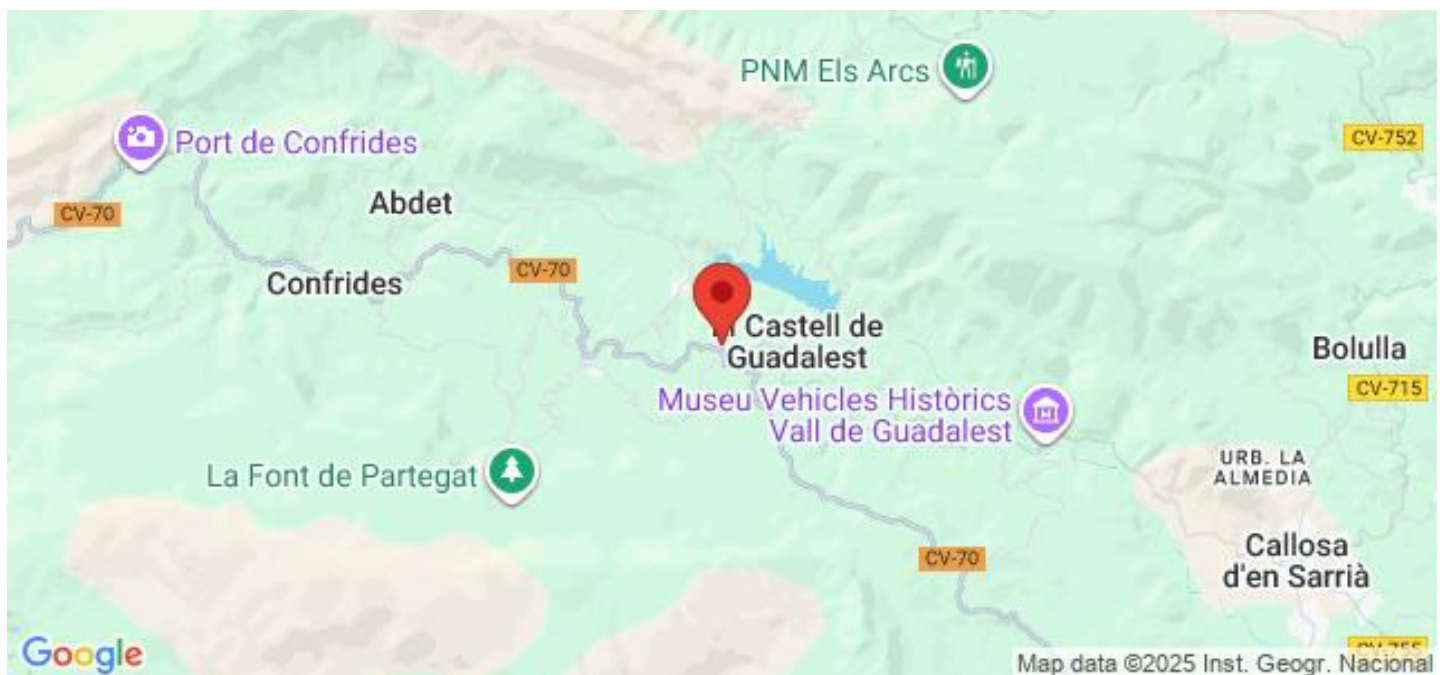 PNM Els Arcs
CV-752
Port de Confrides
Abdet
CV-70
CV-70
Confrides
Castell de
Guadalest
Bolulla
CV-715
Museu Vehicles Històrics
Vall de Guadalest
URB. LA
ALMEDIA
La Font de Partegat
CV-70
Callosa
d'en Sarrià
Google
Map data ©2025 Inst. Geogr. Nacional